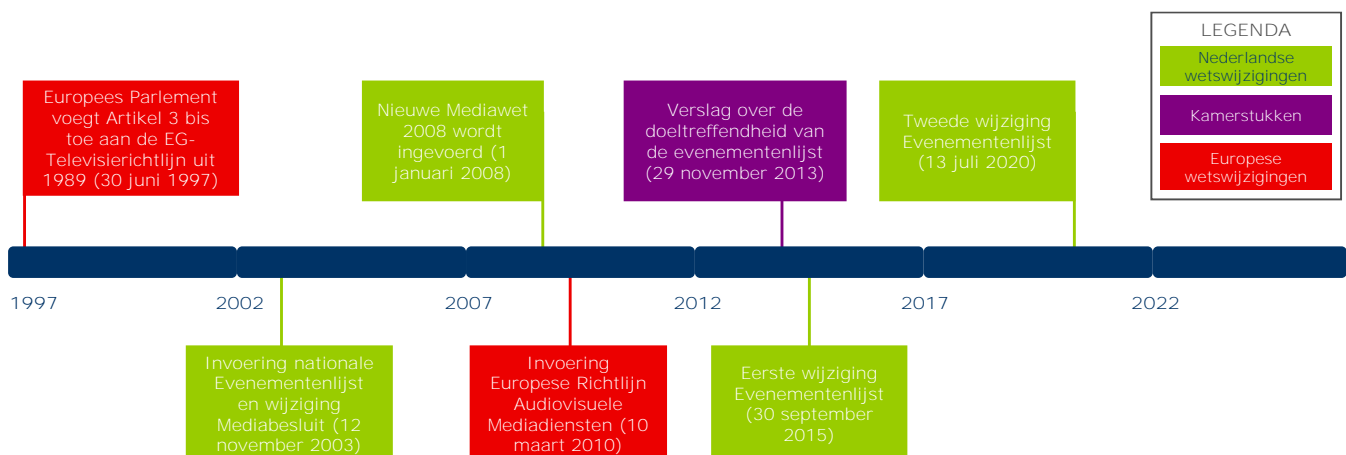 LEGENDA
Nederlandse
wetswijzigingen
Kamerstukken
Europese
wetswijzigingen
Europees Parlement
voegt Artikel 3 bis
toe aan de EG-
Televisierichtlijn uit
1989 (30 juni 1997)
Nieuwe Mediawet
2008 wordt
ingevoerd (1
januari 2008)
Verslag over de
doeltreffendheid van
de evenementenlijst
(29 november 2013)
Tweede wijziging
Evenementenlijst
(13 juli 2020)
1997
2002
2007
2012
2017
2022
Invoering nationale
Evenementenlijst
en wijziging
Mediabesluit (12
november 2003)
Invoering
Europese Richtlijn
Audiovisuele
Mediadiensten (10
maart 2010)
Eerste wijziging
Evenementenlijst
(30 september
2015)